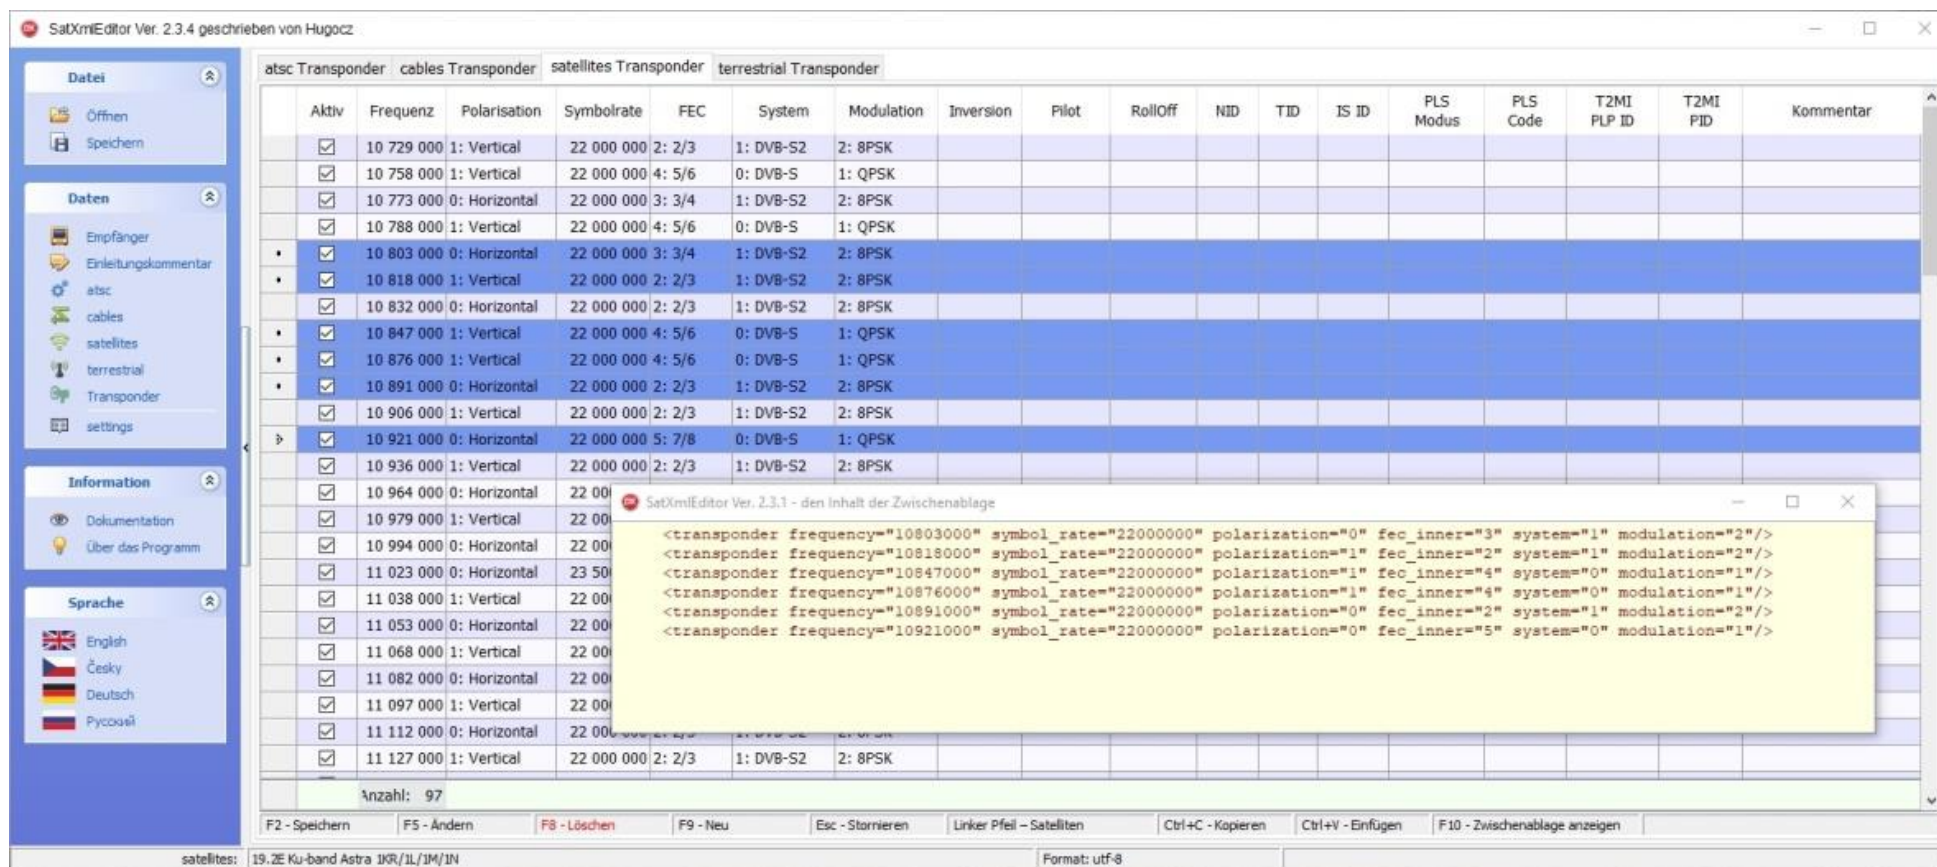 SatXmlEditor Ver. 2.3.4 geschrieben von Hugocz
Datei
Öffnen
Speichern
Daten
Empfänger
Einleitungskommentar
atsc
cables
satellites
terrestrial
Transponder
settings
Information
Dokumentation
Über das Programm
Sprache
English
Česky
Deutsch
Русский
atsc Transponder cables Transponder satellites Transponder terrestrial Transponder
Aktiv Frequenz Polarisation Symbolrate FEC System Modulation Inversion Pilot RollOff NID TID IS ID PLS Modus PLS Code T2MI PLP ID T2MI PID Kommentar
10 729 000 1: Vertical 22 000 000 2: 2/3 1: DVB-S2 2: 8PSK
10 758 000 1: Vertical 22 000 000 4: 5/6 0: DVB-S 1: QPSK
10 773 000 0: Horizontal 22 000 000 3: 3/4 1: DVB-S2 2: 8PSK
10 788 000 1: Vertical 22 000 000 4: 5/6 0: DVB-S 1: QPSK
10 803 000 0: Horizontal 22 000 000 3: 3/4 1: DVB-S2 2: 8PSK
10 818 000 1: Vertical 22 000 000 2: 2/3 1: DVB-S2 2: 8PSK
10 832 000 0: Horizontal 22 000 000 2: 2/3 1: DVB-S2 2: 8PSK
10 847 000 1: Vertical 22 000 000 4: 5/6 0: DVB-S 1: QPSK
10 876 000 1: Vertical 22 000 000 4: 5/6 0: DVB-S 1: QPSK
10 891 000 0: Horizontal 22 000 000 2: 2/3 1: DVB-S2 2: 8PSK
10 906 000 1: Vertical 22 000 000 2: 2/3 1: DVB-S2 2: 8PSK
10 921 000 0: Horizontal 22 000 000 5: 7/8 0: DVB-S 1: QPSK
10 936 000 1: Vertical 22 000 000 2: 2/3 1: DVB-S2 2: 8PSK
10 964 000 0: Horizontal 22 00
10 979 000 1: Vertical 22 00
10 994 000 0: Horizontal 22 00
11 023 000 0: Horizontal 23 50
11 038 000 1: Vertical 22 00
11 053 000 0: Horizontal 22 00
11 068 000 1: Vertical 22 00
11 082 000 0: Horizontal 22 00
11 097 000 1: Vertical 22 00
11 112 000 0: Horizontal 22 00
11 127 000 1: Vertical 22 000 000 2: 2/3 1: DVB-S2 2: 8PSK
Anzahl: 97
SatXmlEditor Ver. 2.3.1 - den Inhalt der Zwischenablage
<transponder frequency="10803000" symbol_rate="22000000" polarization="0" fec_inner="3" system="1" modulation="2"/>
<transponder frequency="10818000" symbol_rate="22000000" polarization="1" fec_inner="2" system="1" modulation="2"/>
<transponder frequency="10847000" symbol_rate="22000000" polarization="1" fec_inner="4" system="0" modulation="1"/>
<transponder frequency="10876000" symbol_rate="22000000" polarization="1" fec_inner="4" system="0" modulation="1"/>
<transponder frequency="10891000" symbol_rate="22000000" polarization="0" fec_inner="2" system="1" modulation="2"/>
<transponder frequency="10921000" symbol_rate="22000000" polarization="0" fec_inner="5" system="0" modulation="1"/>
F2 - Speichern F5 - Ändern F8 - Löschen F9 - Neu Esc - Stornieren Linker Pfeil – Satelliten Ctrl+C - Kopieren Ctrl+V - Einfügen F10 - Zwischenablage anzeigen
satellites: 19.2E Ku-band Astra 1KR/1L/1M/1N Format: utf-8